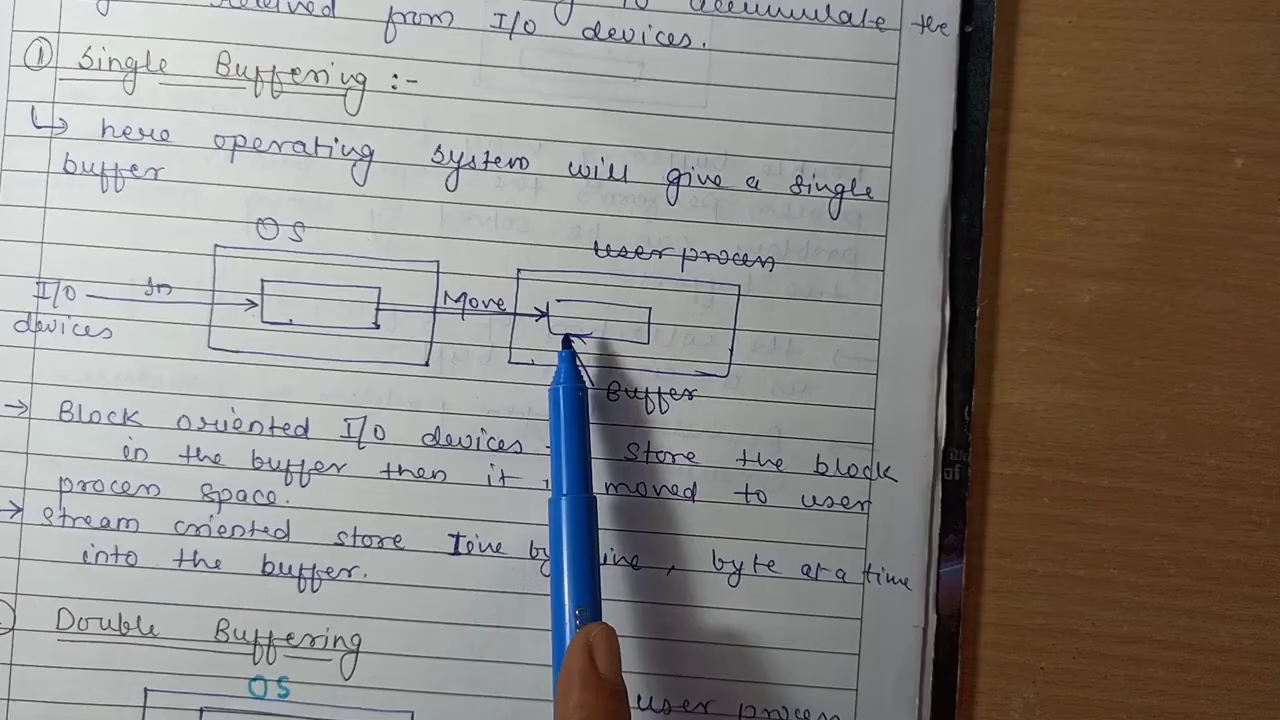 accumulate the
from I/O devices.
① Single Buffering :-
↳ here operating system will give a single
buffer
OS
user process
I/O
devices
In
Move
Buffer
→ Block oriented I/O devices store the block
in the buffer then it moved to user
process space.
→ stream oriented store line by line, byte at a time
into the buffer.
Double Buffering
OS
user process